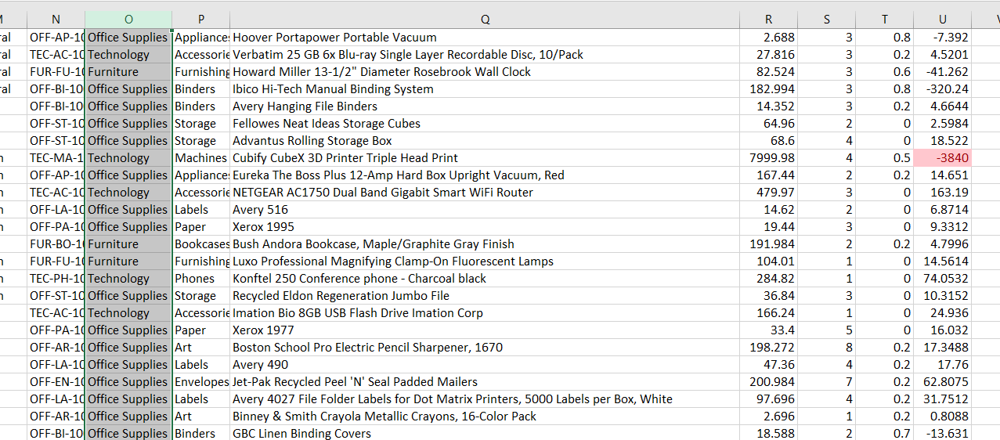 M N O P Q R S T U
ral OFF-AP-10 Office Supplies Appliances Hoover Portapower Portable Vacuum 2.688 3 0.8 -7.392
ral TEC-AC-10 Technology Accessorie Verbatim 25 GB 6x Blu-ray Single Layer Recordable Disc, 10/Pack 27.816 3 0.2 4.5201
ral FUR-FU-10 Furniture Furnishing Howard Miller 13-1/2" Diameter Rosebrook Wall Clock 82.524 3 0.6 -41.262
ral OFF-BI-10 Office Supplies Binders Ibico Hi-Tech Manual Binding System 182.994 3 0.8 -320.24
OFF-BI-10 Office Supplies Binders Avery Hanging File Binders 14.352 3 0.2 4.6644
OFF-ST-10 Office Supplies Storage Fellowes Neat Ideas Storage Cubes 64.96 2 0 2.5984
OFF-ST-10 Office Supplies Storage Advantus Rolling Storage Box 68.6 4 0 18.522
n TEC-MA-1 Technology Machines Cubify CubeX 3D Printer Triple Head Print 7999.98 4 0.5 -3840
n OFF-AP-10 Office Supplies Appliances Eureka The Boss Plus 12-Amp Hard Box Upright Vacuum, Red 167.44 2 0.2 14.651
n TEC-AC-10 Technology Accessorie NETGEAR AC1750 Dual Band Gigabit Smart WiFi Router 479.97 3 0 163.19
n OFF-LA-10 Office Supplies Labels Avery 516 14.62 2 0 6.8714
n OFF-PA-10 Office Supplies Paper Xerox 1995 19.44 3 0 9.3312
FUR-BO-10 Furniture Bookcases Bush Andora Bookcase, Maple/Graphite Gray Finish 191.984 2 0.2 4.7996
n FUR-FU-10 Furniture Furnishing Luxo Professional Magnifying Clamp-On Fluorescent Lamps 104.01 1 0 14.5614
n TEC-PH-10 Technology Phones Konftel 250 Conference phone - Charcoal black 284.82 1 0 74.0532
n OFF-ST-10 Office Supplies Storage Recycled Eldon Regeneration Jumbo File 36.84 3 0 10.3152
TEC-AC-10 Technology Accessorie Imation Bio 8GB USB Flash Drive Imation Corp 166.24 1 0 24.936
OFF-PA-10 Office Supplies Paper Xerox 1977 33.4 5 0 16.032
OFF-AR-10 Office Supplies Art Boston School Pro Electric Pencil Sharpener, 1670 198.272 8 0.2 17.3488
OFF-LA-10 Office Supplies Labels Avery 490 47.36 4 0.2 17.76
OFF-EN-10 Office Supplies Envelopes Jet-Pak Recycled Peel 'N' Seal Padded Mailers 200.984 7 0.2 62.8075
OFF-LA-10 Office Supplies Labels Avery 4027 File Folder Labels for Dot Matrix Printers, 5000 Labels per Box, White 97.696 4 0.2 31.7512
OFF-AR-10 Office Supplies Art Binney & Smith Crayola Metallic Crayons, 16-Color Pack 2.696 1 0.2 0.8088
OFF-BI-10 Office Supplies Binders GBC Linen Binding Covers 18.588 2 0.7 -13.631